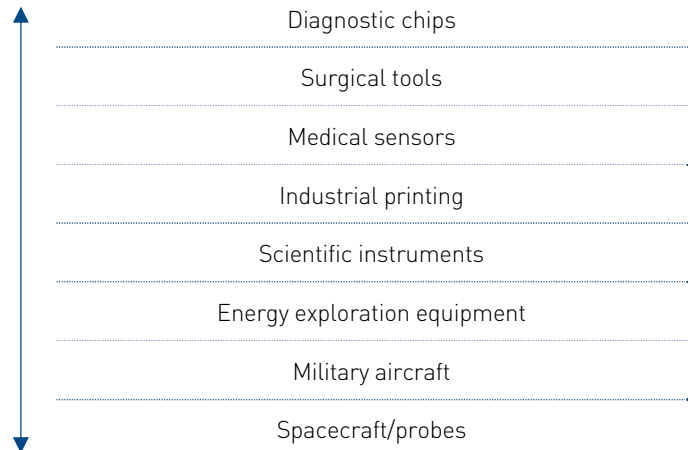 Diagnostic chips
Surgical tools
Medical sensors
Industrial printing
Scientific instruments
Energy exploration equipment
Military aircraft
Spacecraft/probes